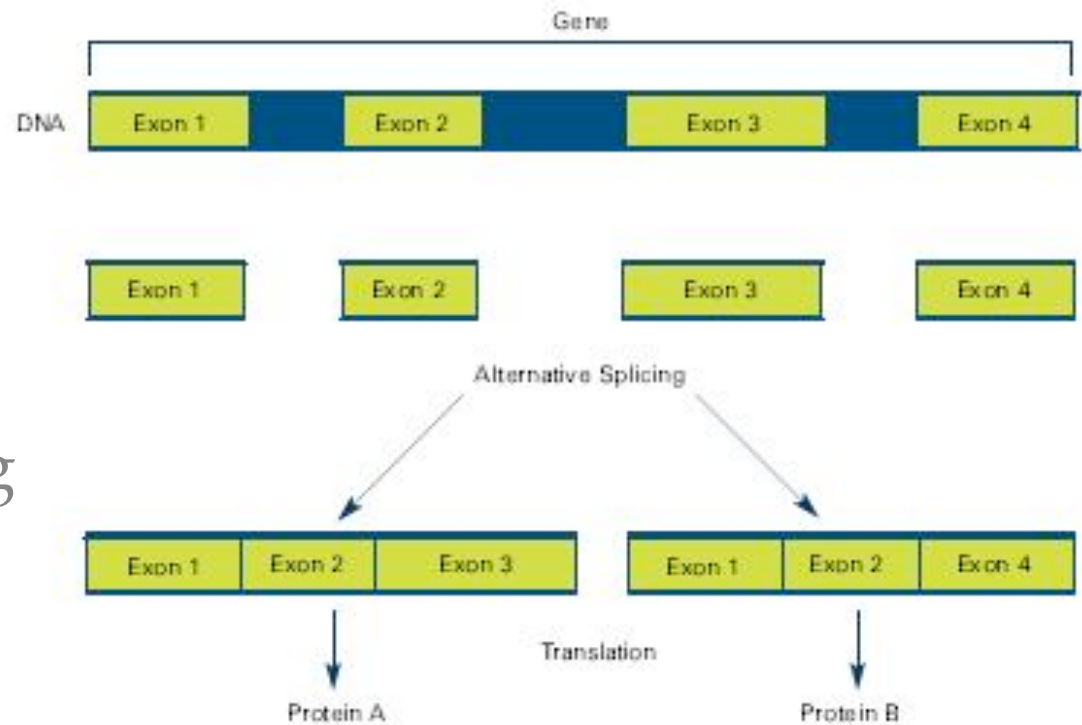 Gene
DNA Exon 1 Exon 2 Exon 3 Exon 4
Exon 1 Exon 2 Exon 3 Exon 4
Alternative Splicing
g
Exon 1 Exon 2 Exon 3 Exon 1 Exon 2 Exon 4
Translation
Protein A Protein B